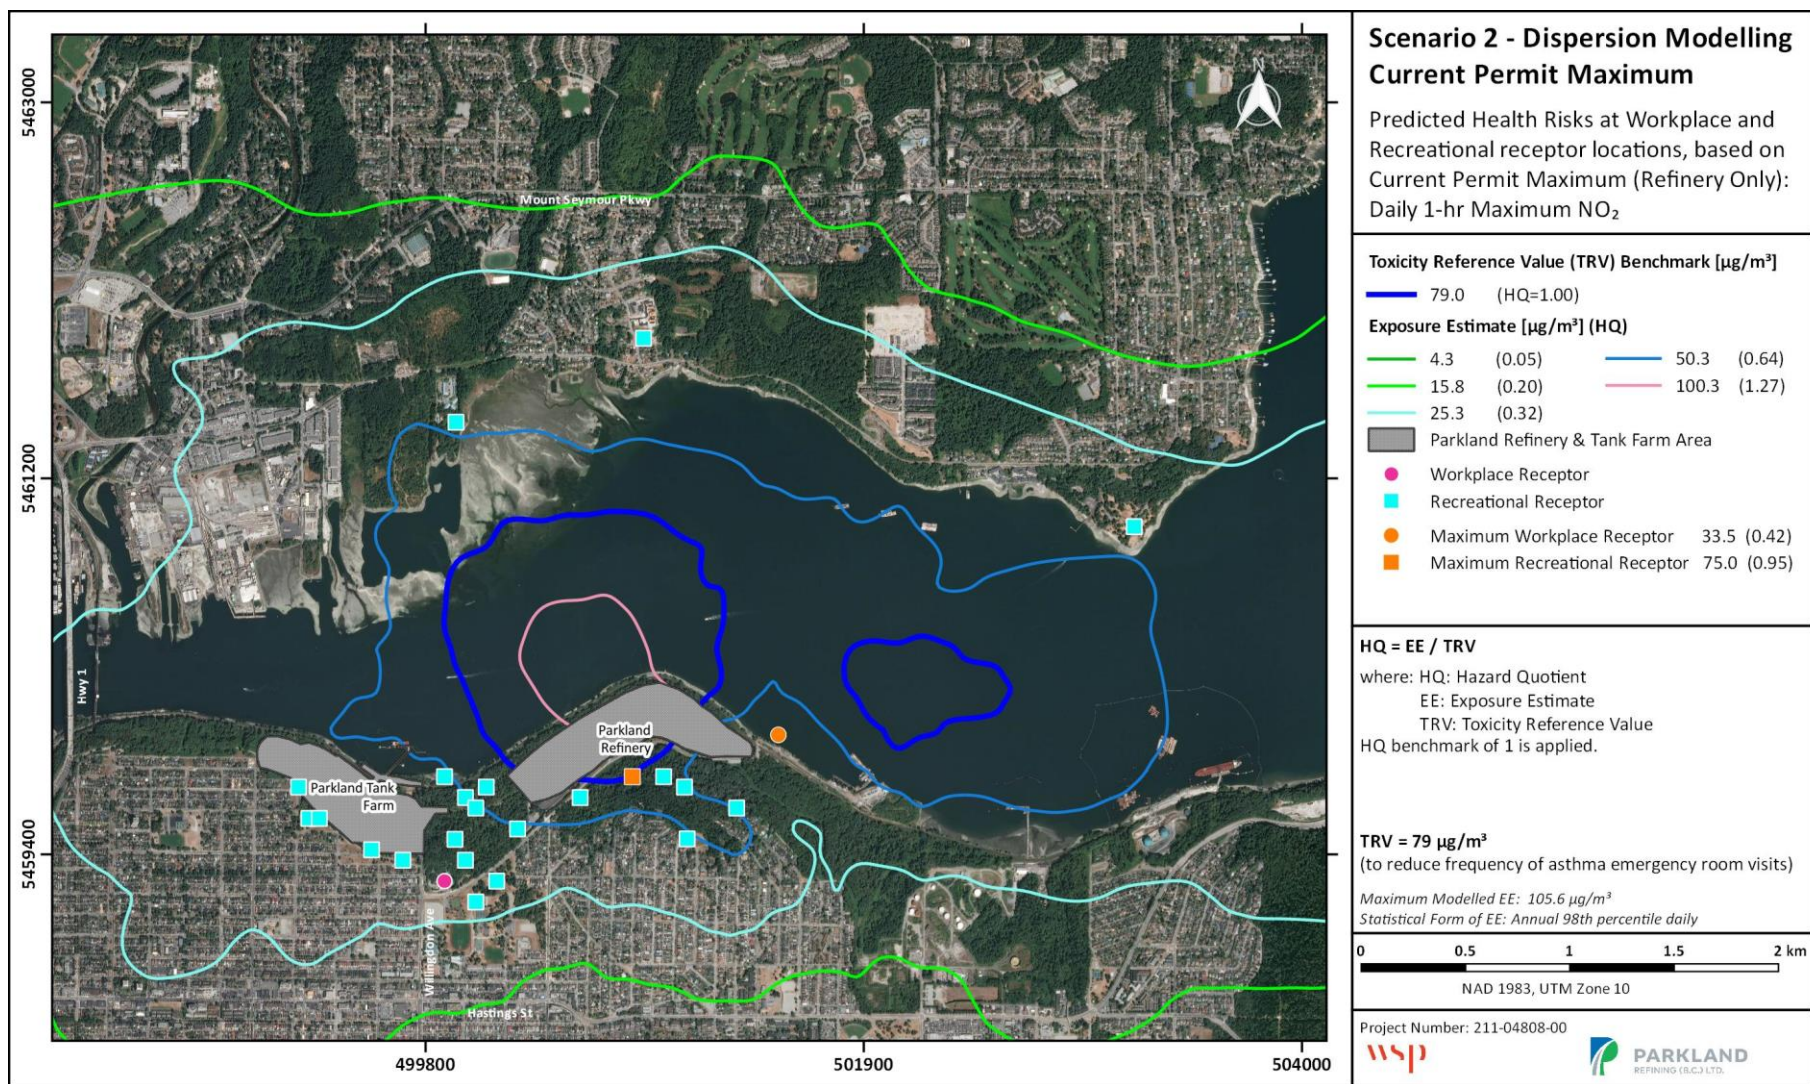 Scenario 2 - Dispersion Modelling
Current Permit Maximum
Predicted Health Risks at Workplace and
Recreational receptor locations, based on
Current Permit Maximum (Refinery Only):
Daily 1-hr Maximum NO₂
Toxicity Reference Value (TRV) Benchmark [µg/m³]
79.0 (HQ=1.00)
Exposure Estimate [µg/m³] (HQ)
4.3 (0.05) 50.3 (0.64)
15.8 (0.20) 100.3 (1.27)
25.3 (0.32)
Parkland Refinery & Tank Farm Area
Workplace Receptor
Recreational Receptor
Maximum Workplace Receptor 33.5 (0.42)
Maximum Recreational Receptor 75.0 (0.95)
HQ = EE / TRV
where: HQ: Hazard Quotient
EE: Exposure Estimate
TRV: Toxicity Reference Value
HQ benchmark of 1 is applied.
TRV = 79 µg/m³
(to reduce frequency of asthma emergency room visits)
Maximum Modelled EE: 105.6 µg/m³
Statistical Form of EE: Annual 98th percentile daily
0 0.5 1 1.5 2 km
NAD 1983, UTM Zone 10
Project Number: 211-04808-00
wsp
PARKLAND
REFINING (B.C.) LTD.
N
Mount Seymour Pkwy
Hwy 1
Parkland
Refinery
Parkland Tank
Farm
Willingdon Ave
Hastings St
5463000
5461200
5459400
499800
501900
504000